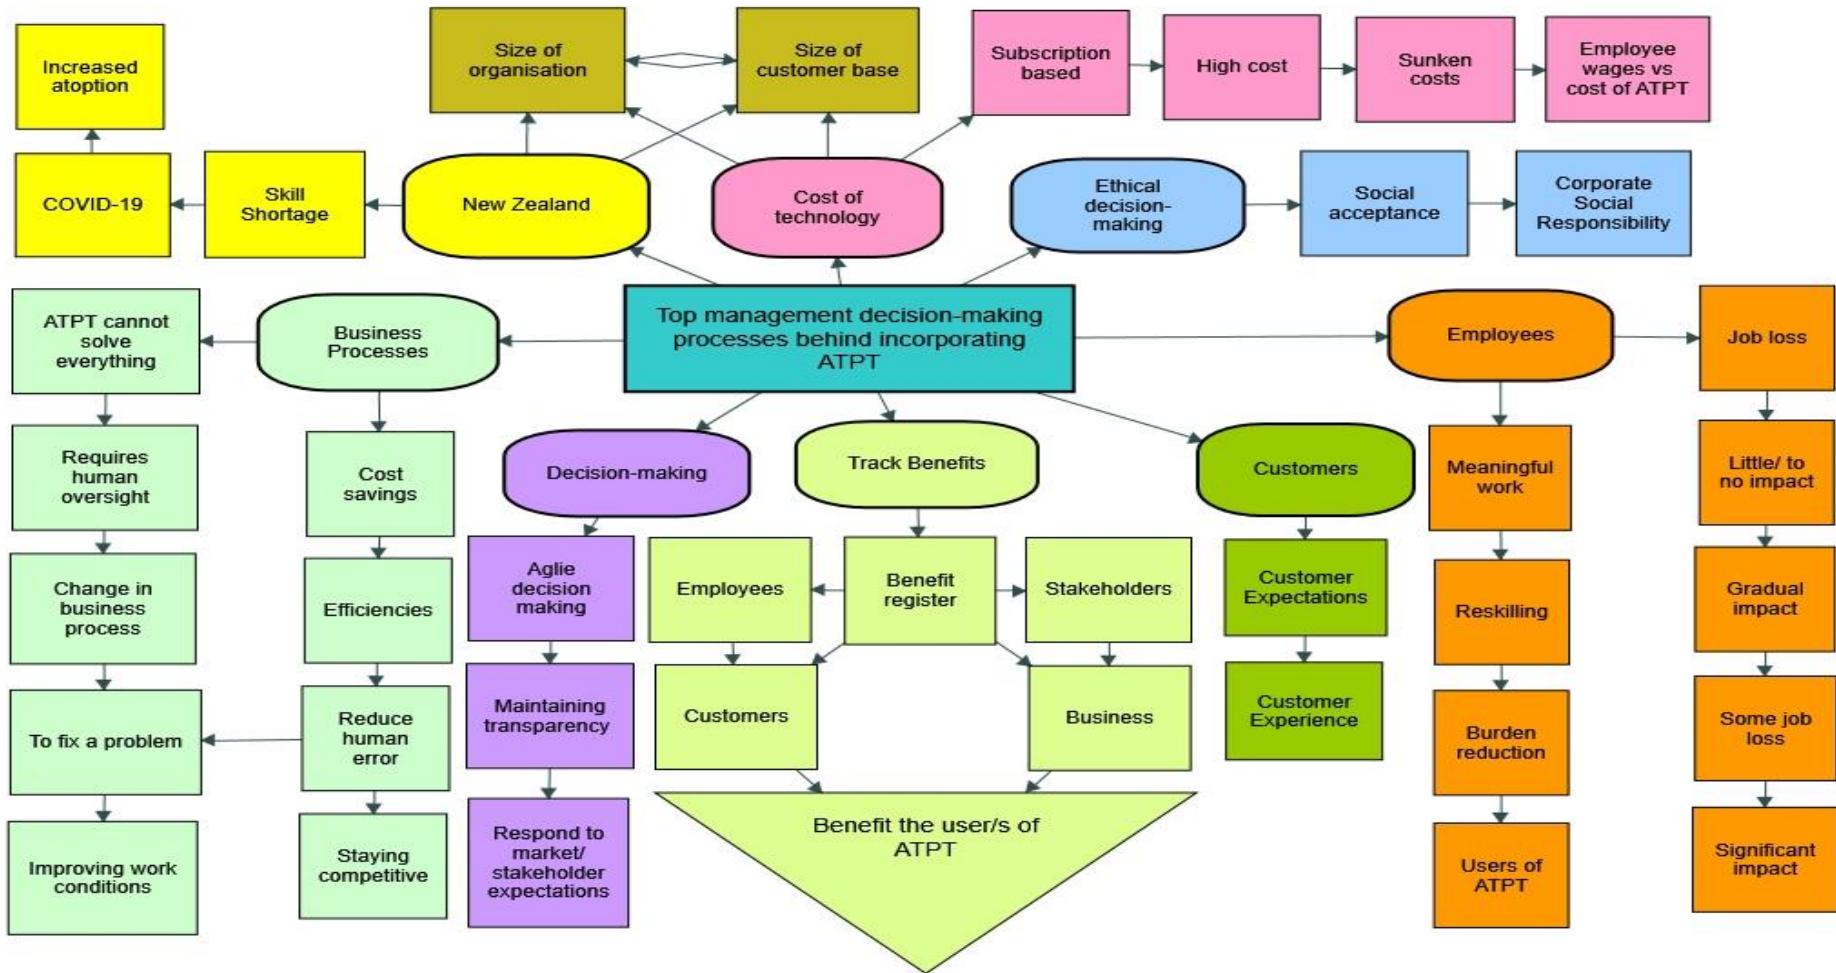 Increased
atoption
Size of
organisation
Size of
customer base
Subscription
based
High cost
Sunken
costs
Employee
wages vs
cost of ATPT
COVID-19
Skill
Shortage
New Zealand
Cost of
technology
Ethical
decision-
making
Social
acceptance
Corporate
Social
Responsibility
ATPT cannot
solve
everything
Business
Processes
Top management decision-making
processes behind incorporating
ATPT
Employees
Job loss
Requires
human
oversight
Cost
savings
Decision-making
Track Benefits
Customers
Meaningful
work
Little/ to
no impact
Change in
business
process
Efficiencies
Aglie
decision
making
Employees
Benefit
register
Stakeholders
Customer
Expectations
Reskilling
Gradual
impact
To fix a problem
Reduce
human
error
Maintaining
transparency
Customers
Business
Customer
Experience
Burden
reduction
Some job
loss
Improving work
conditions
Staying
competitive
Respond to
market/
stakeholder
expectations
Benefit the user/s of
ATPT
Users of
ATPT
Significant
impact